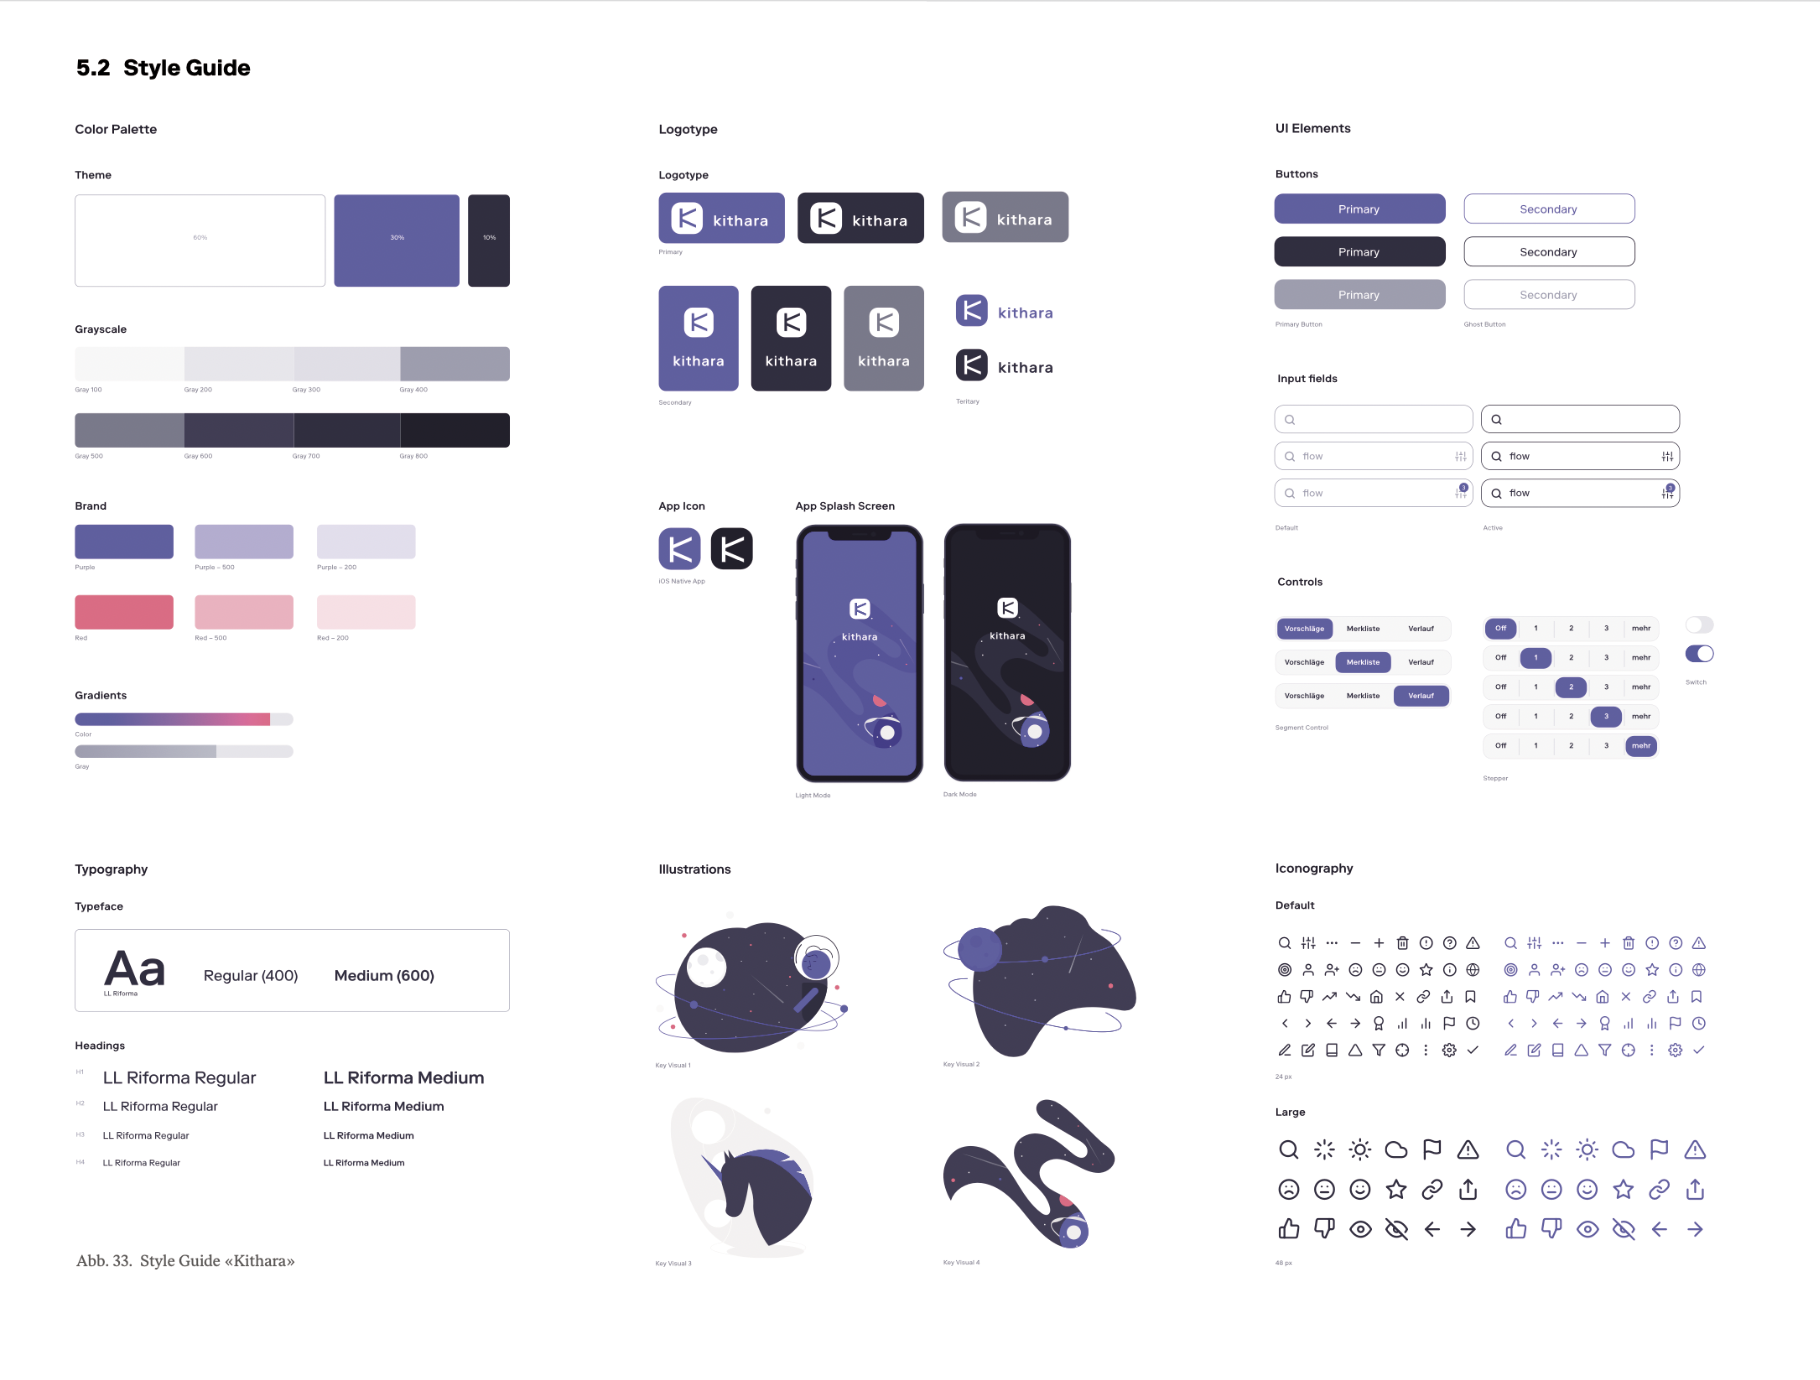 5.2 Style Guide
Color Palette
Theme
60%
30%
10%
Grayscale
Gray 100
Gray 200
Gray 300
Gray 400
Gray 500
Gray 600
Gray 700
Gray 800
Brand
Purple
Purple – 500
Purple – 200
Red
Red – 500
Red – 200
Gradients
Color
Gray
Typography
Typeface
Aa
LL Riforma
Regular (400)
Medium (600)
Headings
H1
LL Riforma Regular
LL Riforma Medium
H2
LL Riforma Regular
LL Riforma Medium
H3
LL Riforma Regular
LL Riforma Medium
H4
LL Riforma Regular
LL Riforma Medium
Abb. 33. Style Guide «Kithara»
Logotype
Logotype
kithara
kithara
kithara
Primary
kithara
kithara
kithara
Secondary
kithara
kithara
Teritary
App Icon
iOS Native App
App Splash Screen
kithara
Light Mode
kithara
Dark Mode
Illustrations
Key Visual 1
Key Visual 2
Key Visual 3
Key Visual 4
UI Elements
Buttons
Primary
Secondary
Primary
Secondary
Primary
Secondary
Primary Button
Ghost Button
Input fields
flow
flow
flow
flow
Default
Active
Controls
Vorschläge Merkliste Verlauf
Vorschläge Merkliste Verlauf
Vorschläge Merkliste Verlauf
Segment Control
Off 1 2 3 mehr
Off 1 2 3 mehr
Off 1 2 3 mehr
Off 1 2 3 mehr
Off 1 2 3 mehr
Stepper
Switch
Iconography
Default
24 px
Large
48 px